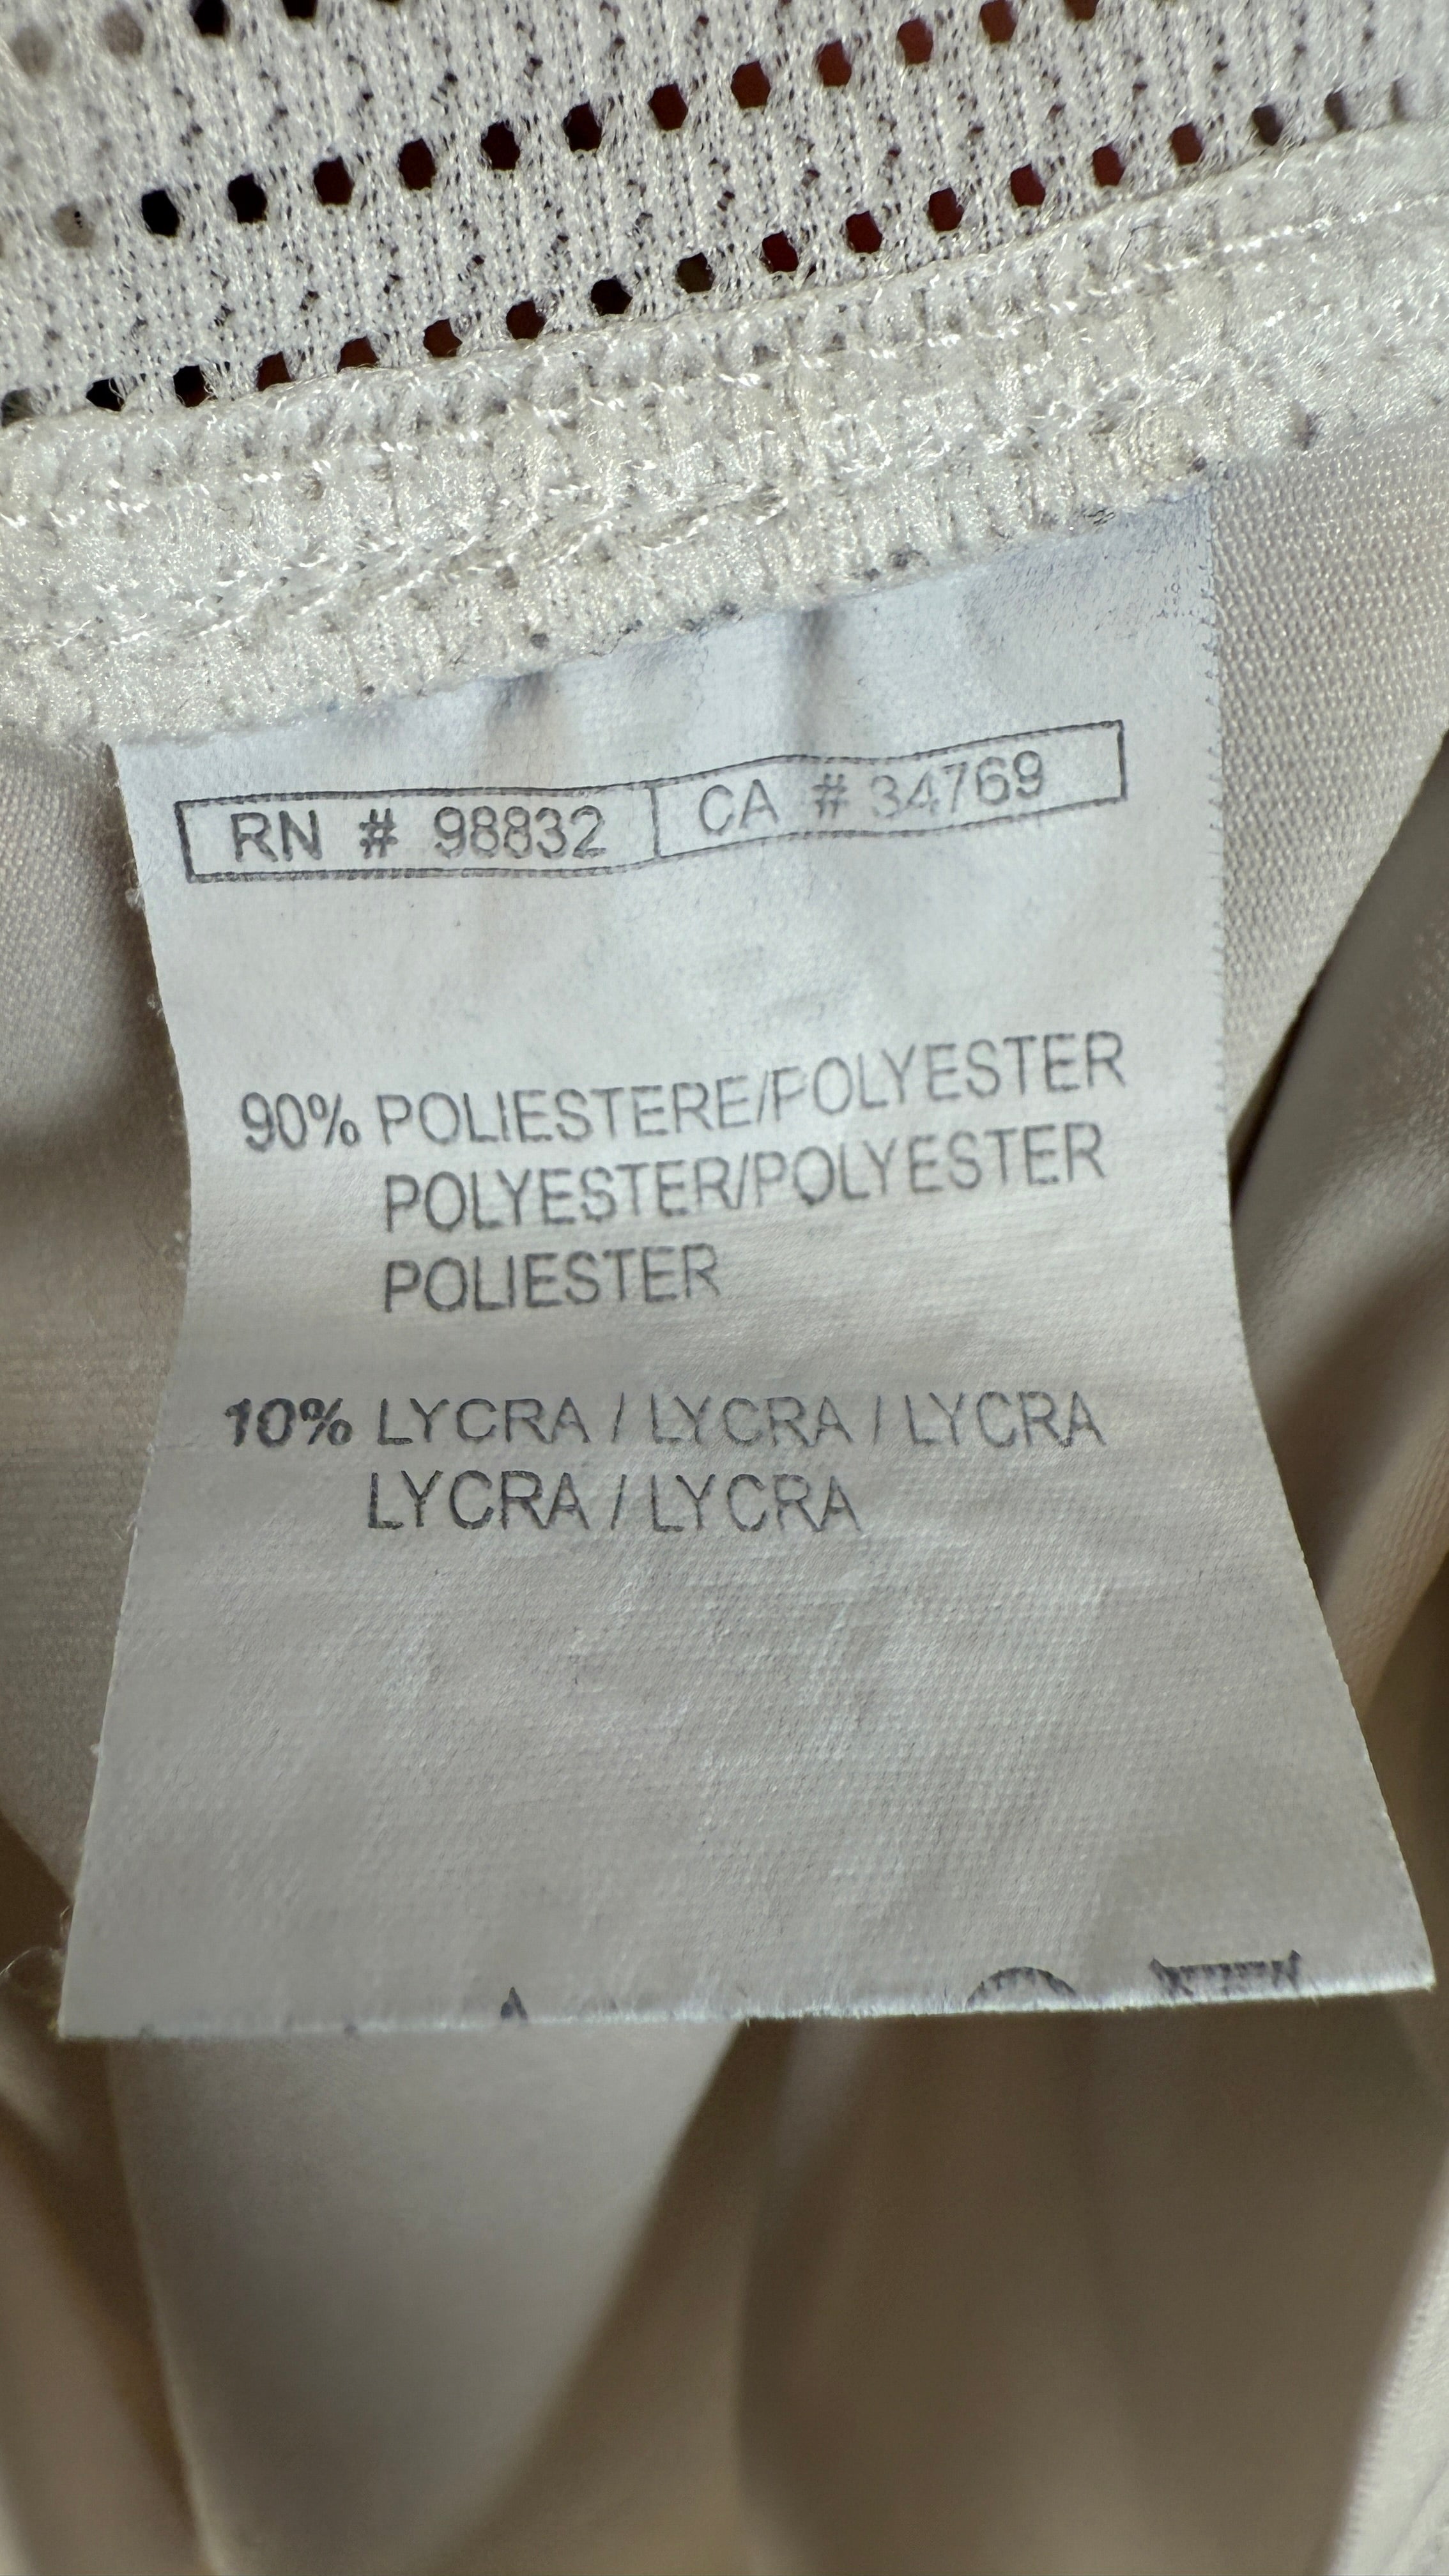 RN # 98832 CA # 34769
90% POLIESTERE/POLYESTER
POLYESTER/POLYESTER
POLIESTER
10% LYCRA / LYCRA / LYCRA
LYCRA / LYCRA